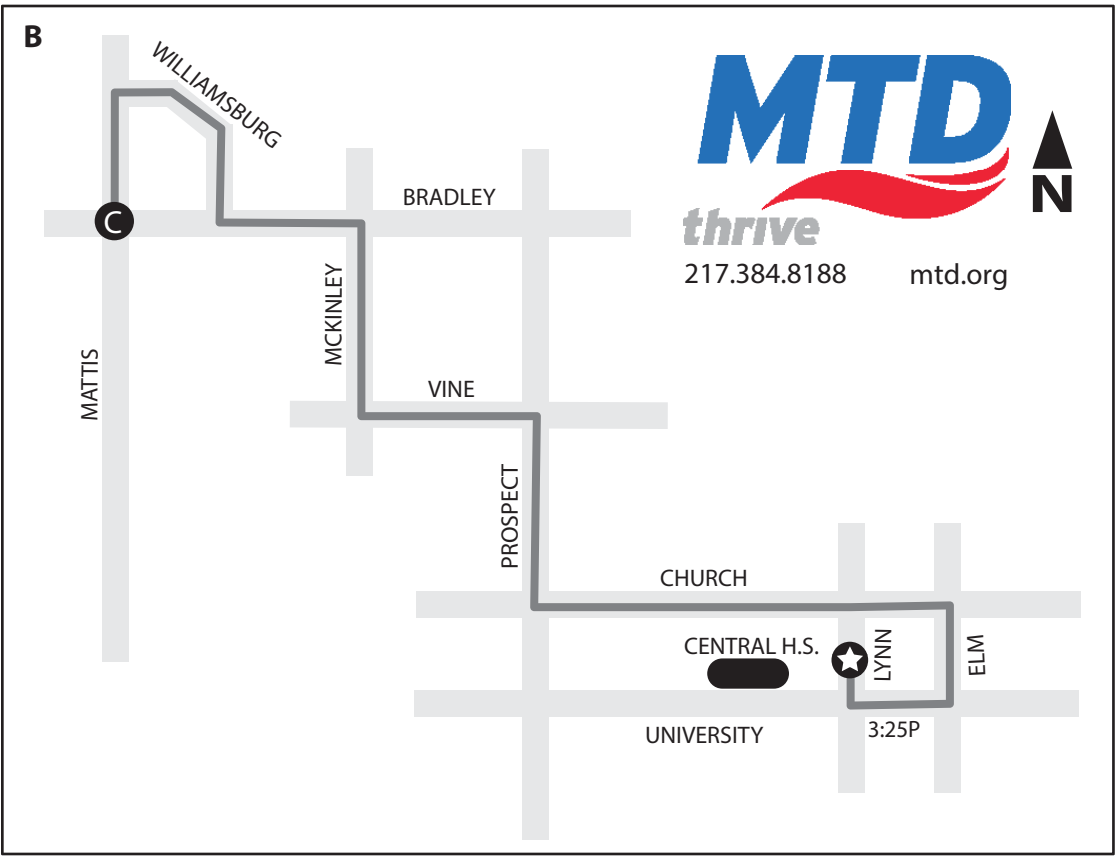 B
WILLIAMSBURG
MTD
N
BRADLEY
thrive
C
217.384.8188 mtd.org
MCKINLEY
MATTIS
VINE
PROSPECT
CHURCH
CENTRAL H.S.
LYNN
ELM
UNIVERSITY
3:25P